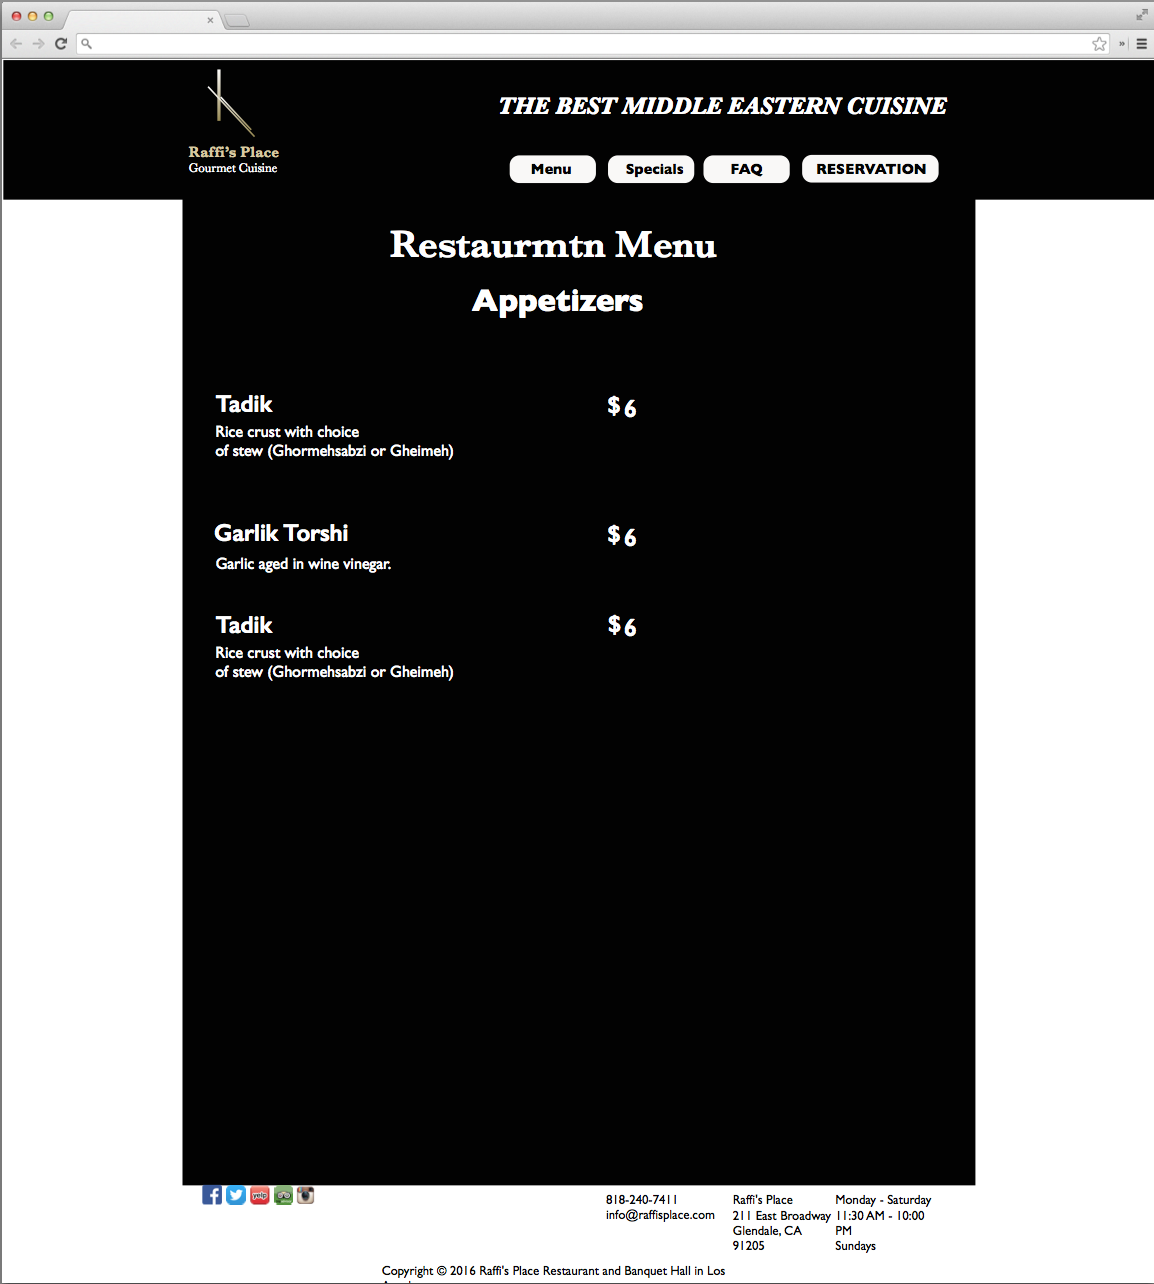 THE BEST MIDDLE EASTERN CUISINE
Raffi's Place
Gourmet Cuisine
Menu Specials FAQ RESERVATION
Restaurmtn Menu
Appetizers
Tadik $ 6
Rice crust with choice
of stew (Ghormehsabzi or Gheimeh)
Garlik Torshi $ 6
Garlic aged in wine vinegar.
Tadik $ 6
Rice crust with choice
of stew (Ghormehsabzi or Gheimeh)
yelp
818-240-7411
info@raffisplace.com
Raffi's Place
211 East Broadway
Glendale, CA
91205
Monday - Saturday
11:30 AM - 10:00
PM
Sundays
Copyright © 2016 Raffi's Place Restaurant and Banquet Hall in Los